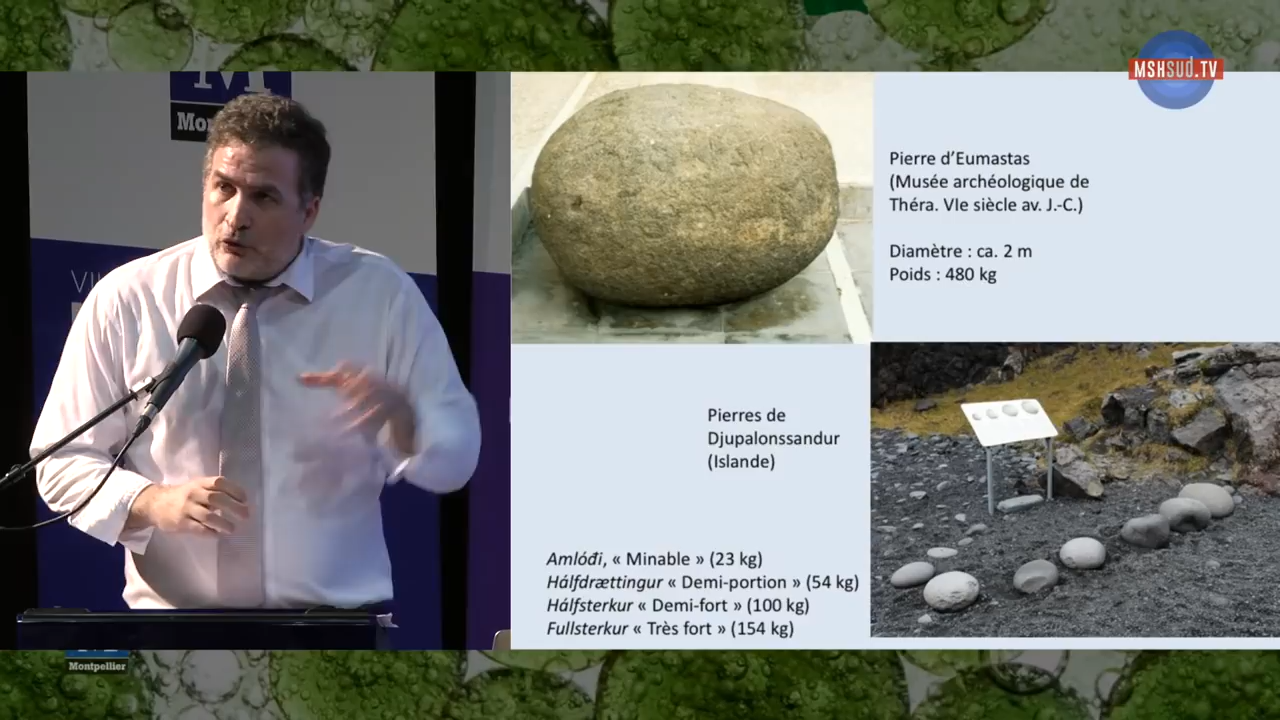 MSHSUD.TV
M
VI
Pierre d’Eumastas
(Musée archéologique de
Théra. VIe siècle av. J.-C.)
Diamètre : ca. 2 m
Poids : 480 kg
Pierres de
Djupalonssandur
(Islande)
Amlóđi, « Minable » (23 kg)
Hálfdrættingur « Demi-portion » (54 kg)
Hálfsterkur « Demi-fort » (100 kg)
Fullsterkur « Très fort » (154 kg)
Montpellier